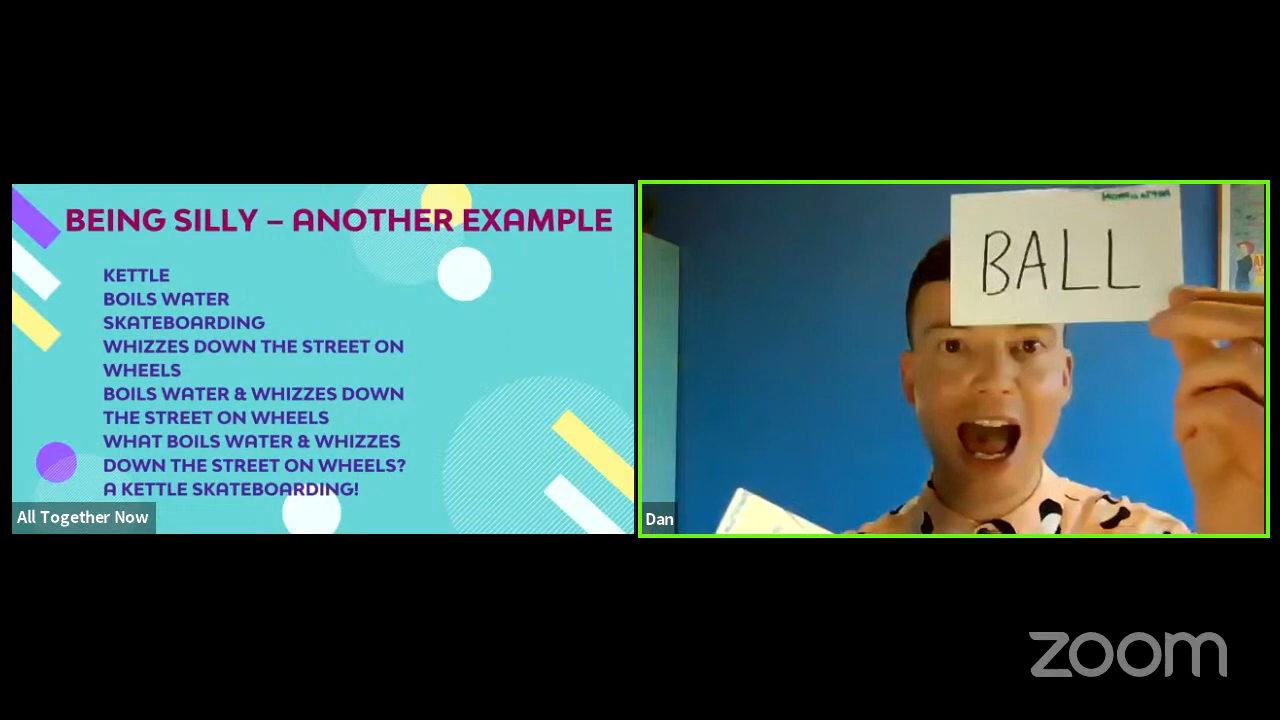 BEING SILLY – ANOTHER EXAMPLE
KETTLE
BOILS WATER
SKATEBOARDING
WHIZZES DOWN THE STREET ON
WHEELS
BOILS WATER & WHIZZES DOWN
THE STREET ON WHEELS
WHAT BOILS WATER & WHIZZES
DOWN THE STREET ON WHEELS?
A KETTLE SKATEBOARDING!
All Together Now
BALL
Dan
zoom